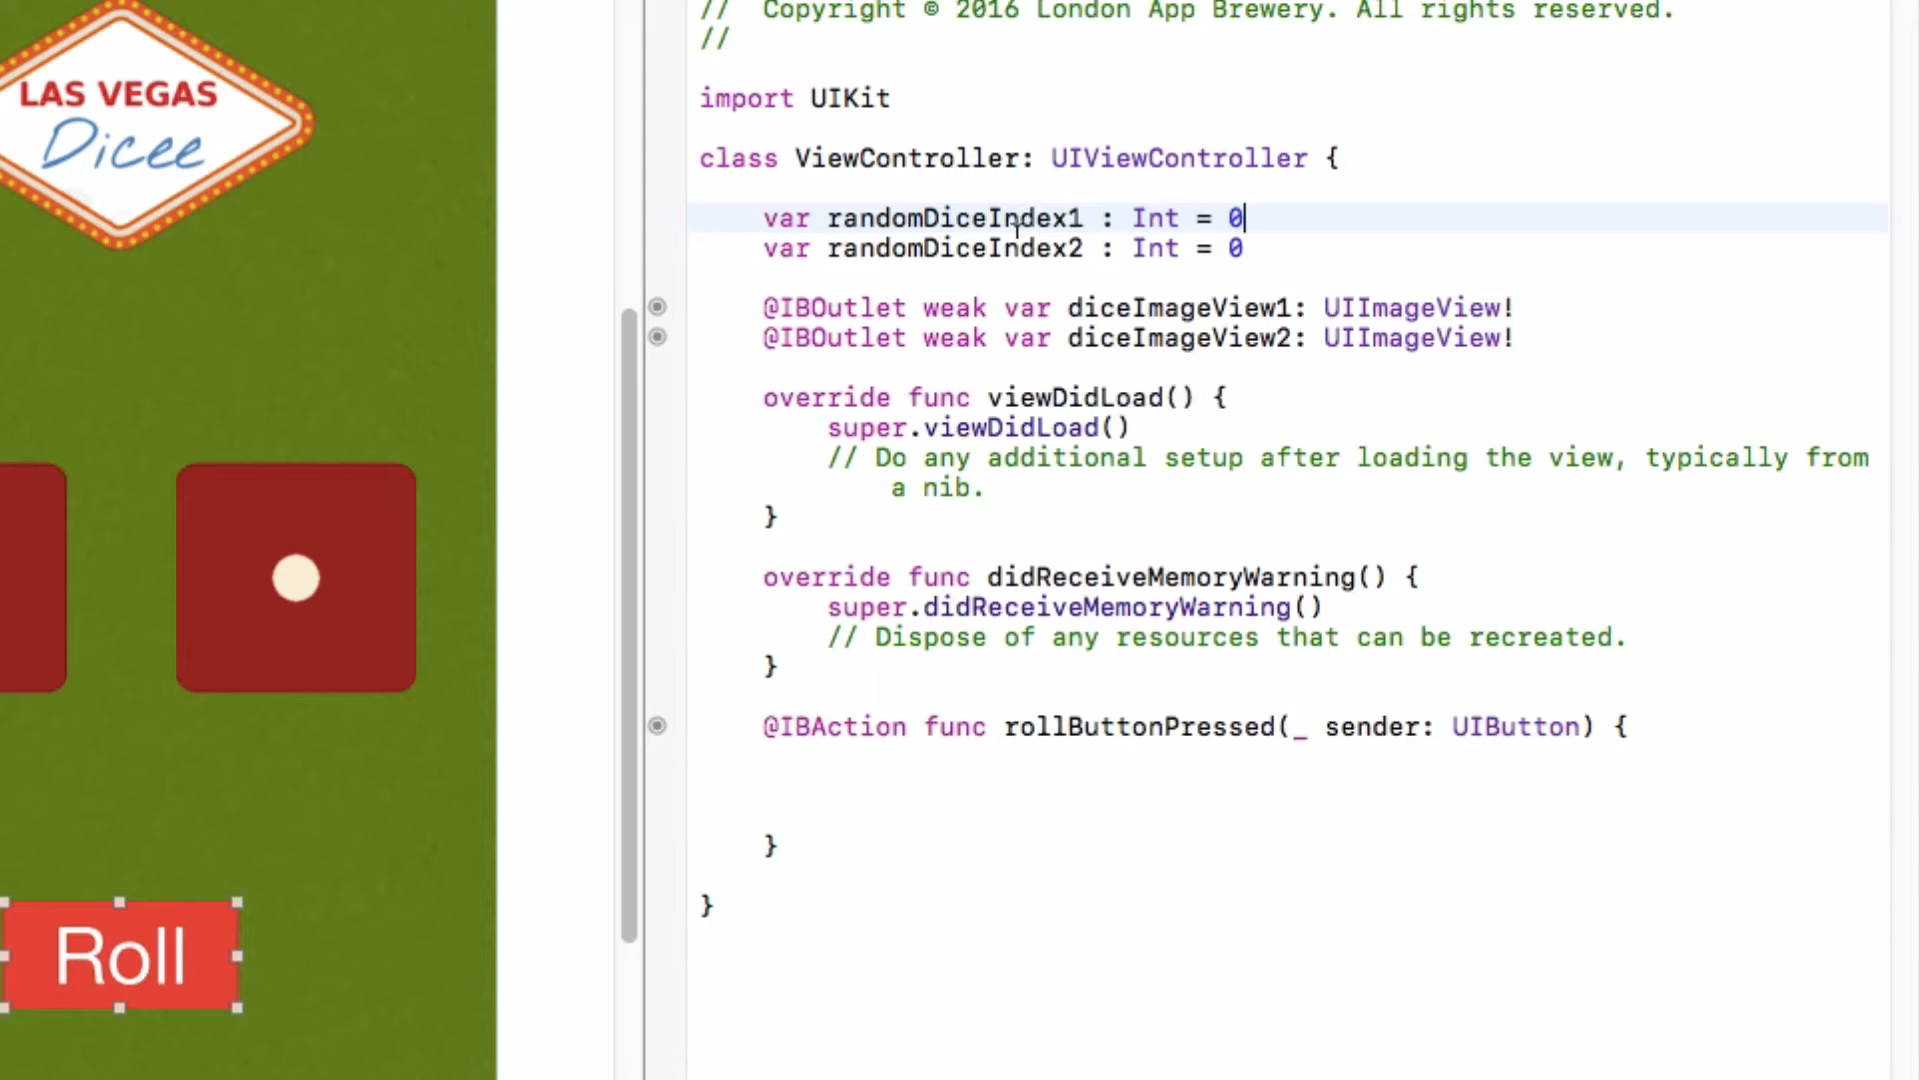 LAS VEGAS
Dicee
Roll
//  Copyright © 2016 London App Brewery. All rights reserved.
//
import UIKit
class ViewController: UIViewController {
var randomDiceIndex1 : Int = 0
var randomDiceIndex2 : Int = 0
@IBOutlet weak var diceImageView1: UIImageView!
@IBOutlet weak var diceImageView2: UIImageView!
override func viewDidLoad() {
super.viewDidLoad()
// Do any additional setup after loading the view, typically from
a nib.
}
override func didReceiveMemoryWarning() {
super.didReceiveMemoryWarning()
// Dispose of any resources that can be recreated.
}
@IBAction func rollButtonPressed(_ sender: UIButton) {
}
}